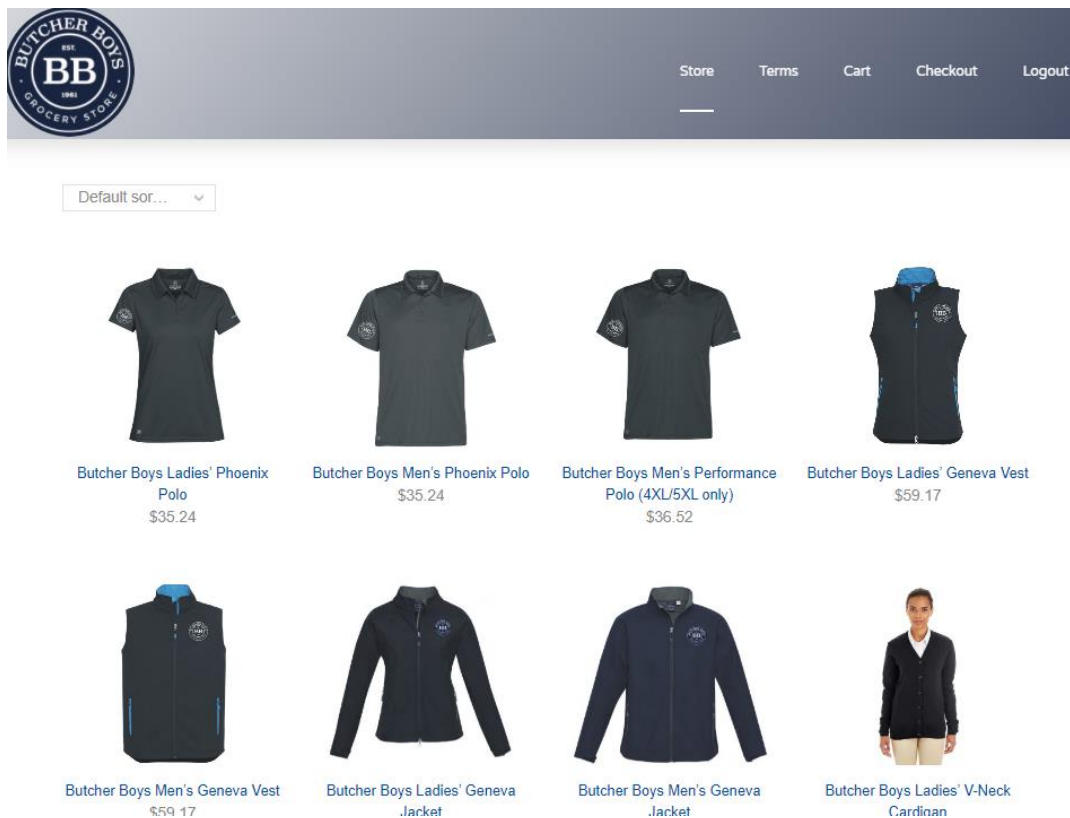 BUTCHER BOYS
EST.
BB
1961
GROCERY STORE
Store Terms Cart Checkout Logout
Default sor...
Butcher Boys Ladies' Phoenix
Polo
$35.24
Butcher Boys Men's Phoenix Polo
$35.24
Butcher Boys Men's Performance
Polo (4XL/5XL only)
$36.52
Butcher Boys Ladies' Geneva Vest
$59.17
Butcher Boys Men's Geneva Vest
$59.17
Butcher Boys Ladies' Geneva
Jacket
Butcher Boys Men's Geneva
Jacket
Butcher Boys Ladies' V-Neck
Cardigan